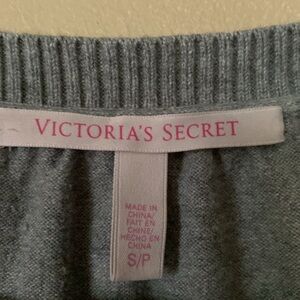 VICTORIA'S SECRET
MADE IN
CHINA/
FAIT EN
CHINE/
HECHO EN
CHINA
S/P